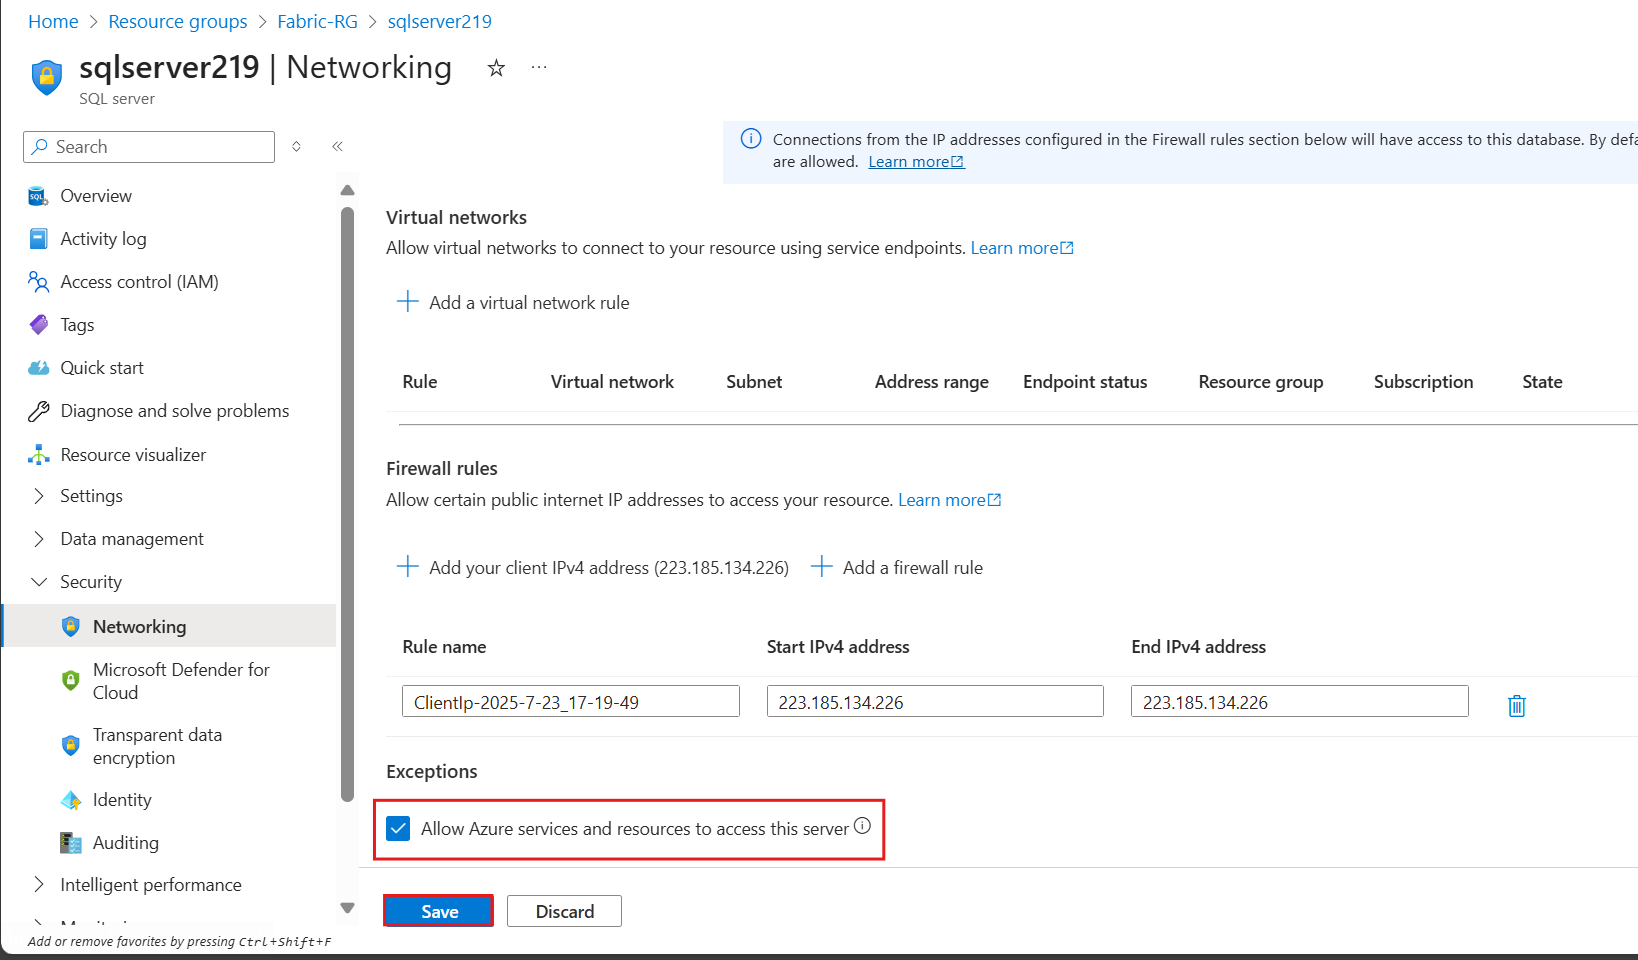 Home > Resource groups > Fabric-RG > sqlserver219
sqlserver219 | Networking
SQL server
Search
Connections from the IP addresses configured in the Firewall rules section below will have access to this database. By
are allowed. Learn more
Overview
Activity log
Access control (IAM)
Tags
Quick start
Diagnose and solve problems
Resource visualizer
Settings
Data management
Security
Networking
Microsoft Defender for
Cloud
Transparent data
encryption
Identity
Auditing
Intelligent performance
Add or remove favorites by pressing Ctrl+Shift+F
Virtual networks
Allow virtual networks to connect to your resource using service endpoints. Learn more
Add a virtual network rule
Rule Virtual network Subnet Address range Endpoint status Resource group Subscription State
Firewall rules
Allow certain public internet IP addresses to access your resource. Learn more
Add your client IPv4 address (223.185.134.226) Add a firewall rule
Rule name Start IPv4 address End IPv4 address
ClientIp-2025-7-23_17-19-49 223.185.134.226 223.185.134.226
Exceptions
Allow Azure services and resources to access this server
Save Discard